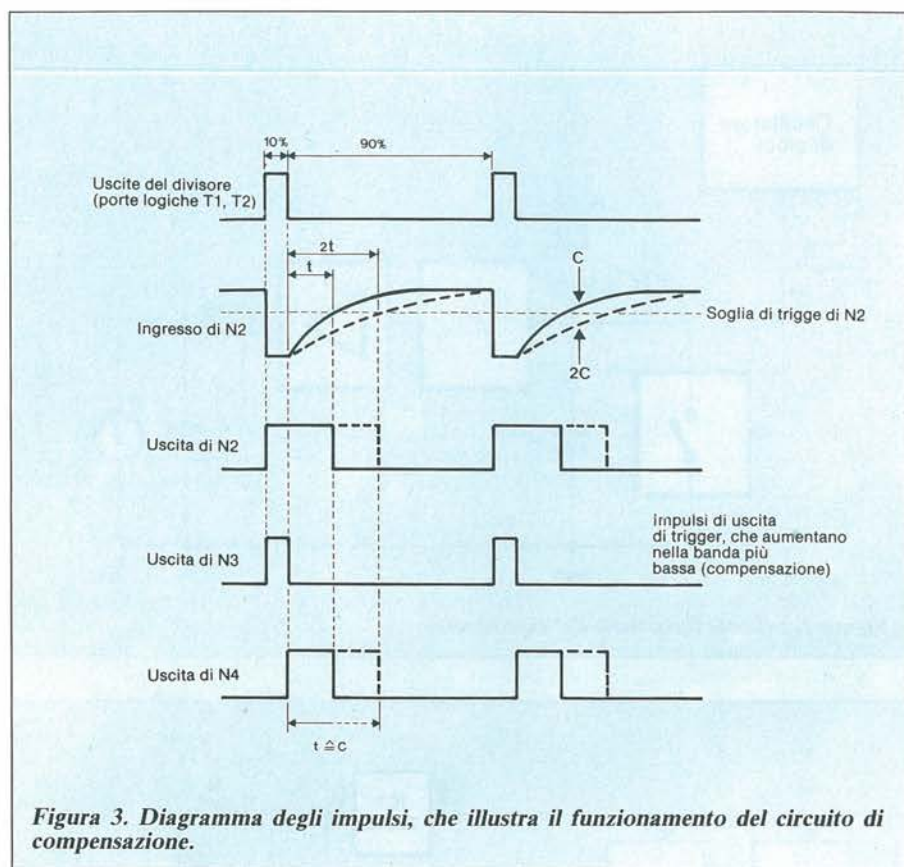 10%
90%
Uscite del divisore
(porte logiche T1, T2)
2t
t
C
Ingresso di N2
Soglia di trigge di N2
2C
Uscita di N2
Impulsi di uscita
di trigger, che aumentano
nella banda più
bassa (compensazione)
Uscita di N3
Uscita di N4
t ≙ C
Figura 3. Diagramma degli impulsi, che illustra il funzionamento del circuito di
compensazione.